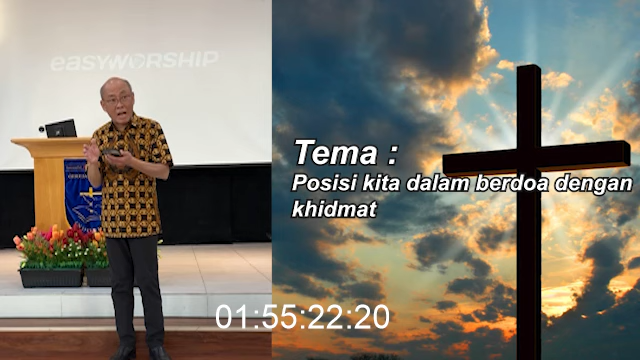 easyworship
Tema :
Posisi kita dalam berdoa dengan
khidmat
01:55:22:20